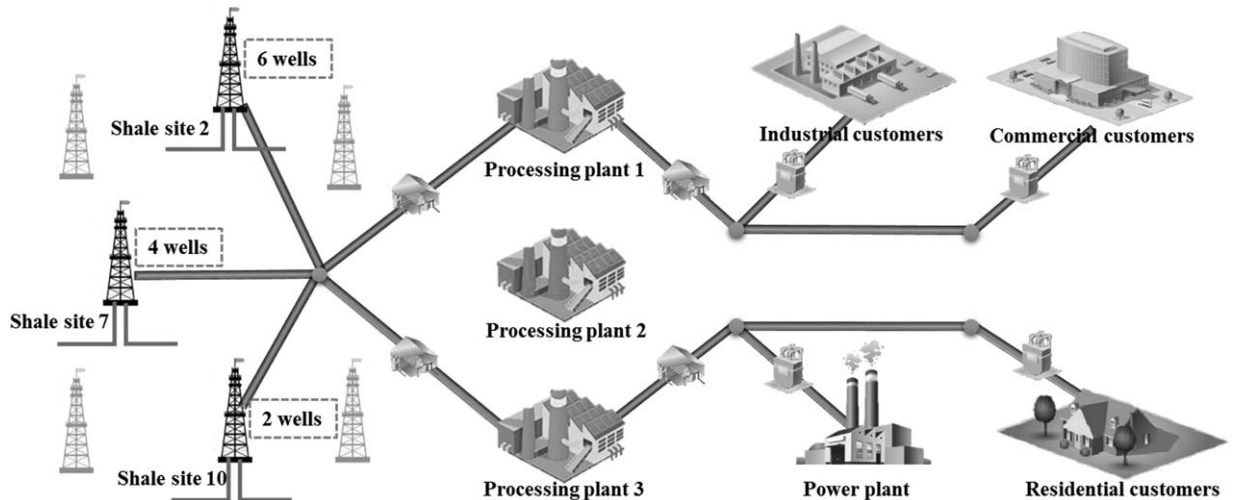 6 wells
Shale site 2
Industrial customers
Commercial customers
Processing plant 1
4 wells
Shale site 7
Processing plant 2
2 wells
Shale site 10
Processing plant 3
Power plant
Residential customers